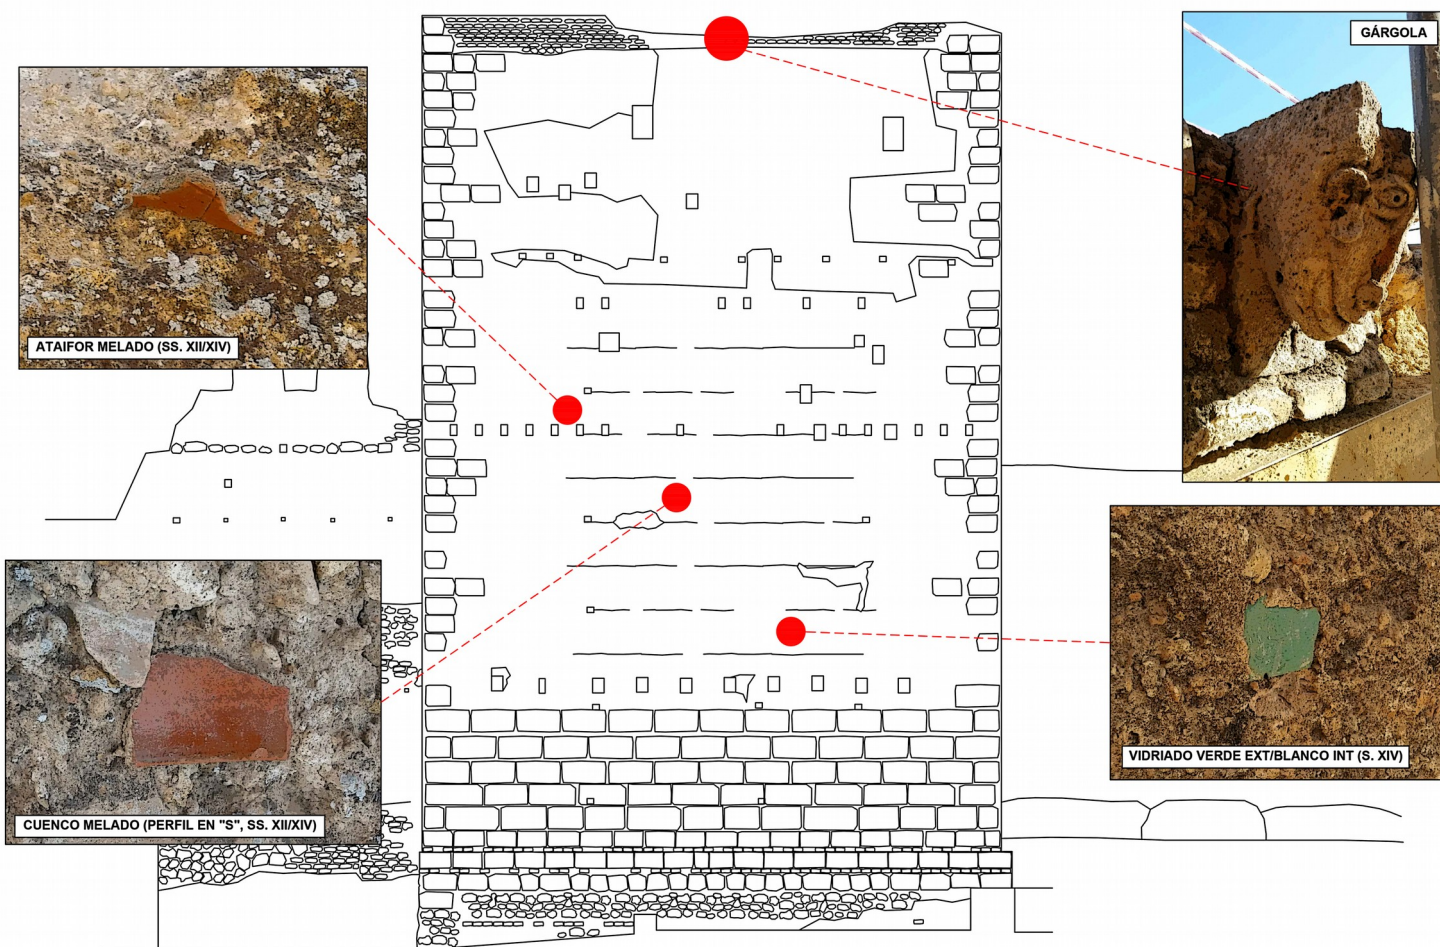 GÁRGOLA
ATAIFOR MELADO (SS. XII/XIV)
VIDRIADO VERDE EXT/BLANCO INT (S. XIV)
CUENCO MELADO (PERFIL EN "S", SS. XII/XIV)